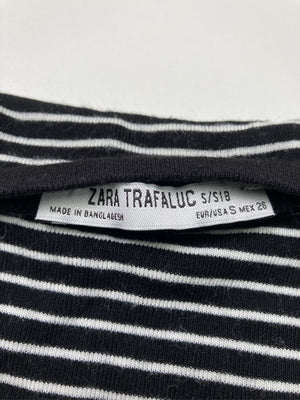 ZARA TRAFALUC S/S18
MADE IN BANGLADESH
EUR/USA S MEX 26